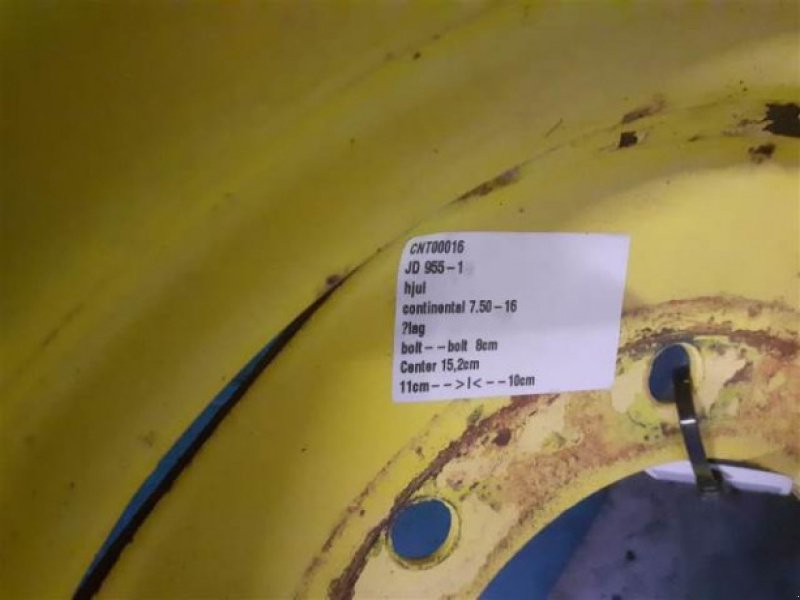 CNT00016
JD 955-1
hjul
continental 7.50-16
?lag
bolt--bolt 8cm
Center 15,2cm
11cm-->I<--10cm